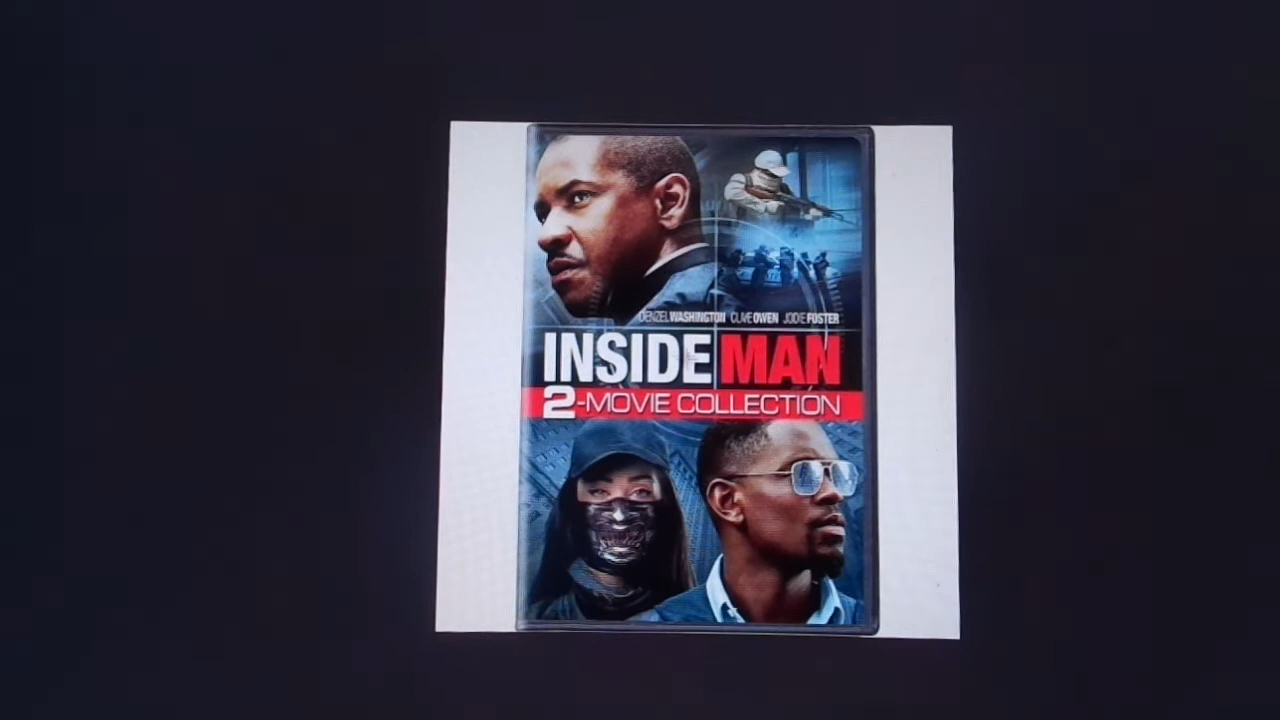 DENZEL WASHINGTON CLIVE OWEN JODIE FOSTER
INSIDE MAN
2-MOVIE COLLECTION